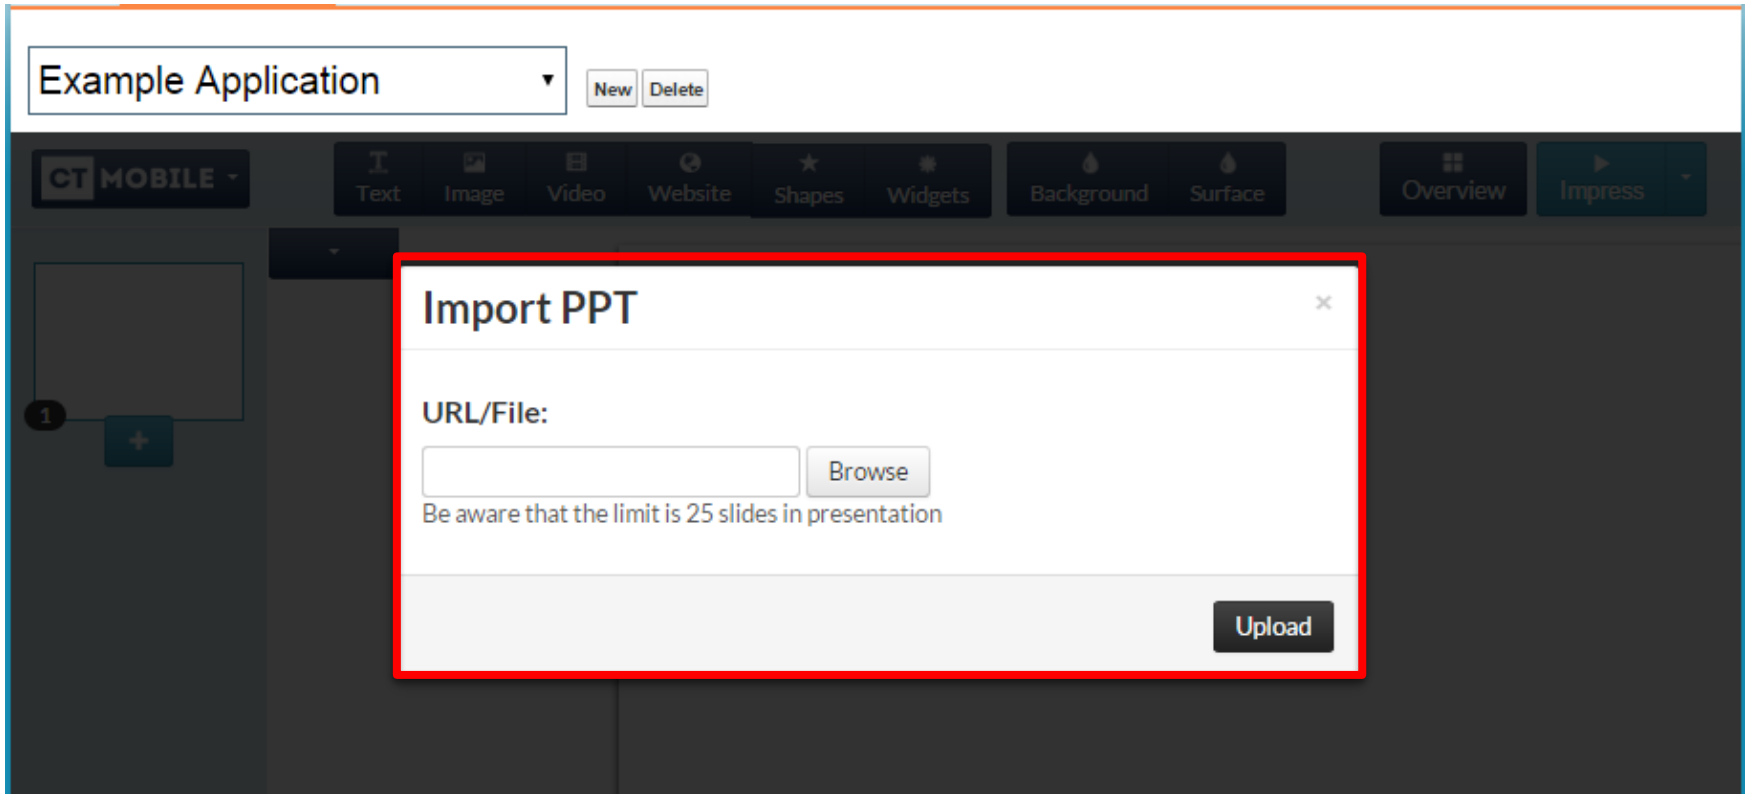 Example Application
New Delete
CT MOBILE
Text Image Video Website Shapes Widgets Background Surface Overview Impress
Import PPT ×
1
URL/File:
Browse
Be aware that the limit is 25 slides in presentation
Upload